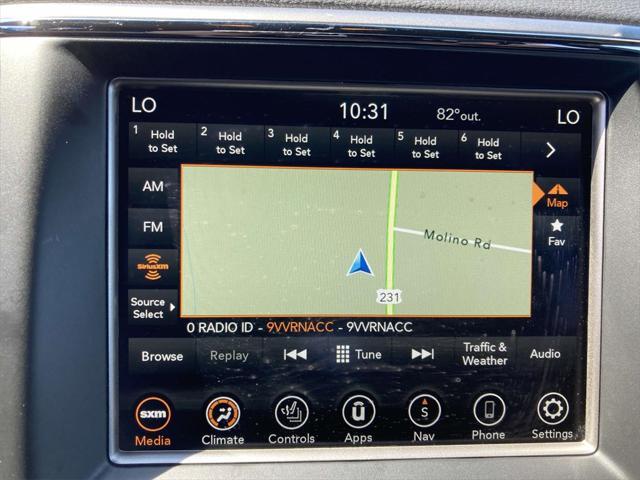 LO 10:31 82°out. LO
1 Hold to Set 2 Hold to Set 3 Hold to Set 4 Hold to Set 5 Hold to Set 6 Hold to Set
AM
Map
Molino Rd
FM
Fav
SiriusXM
231
Source Select
0 RADIO ID - 9VVRNACC - 9VVRNACC
Browse Replay Tune Traffic & Weather Audio
sxm u S
Media Climate Controls Apps Nav Phone Settings